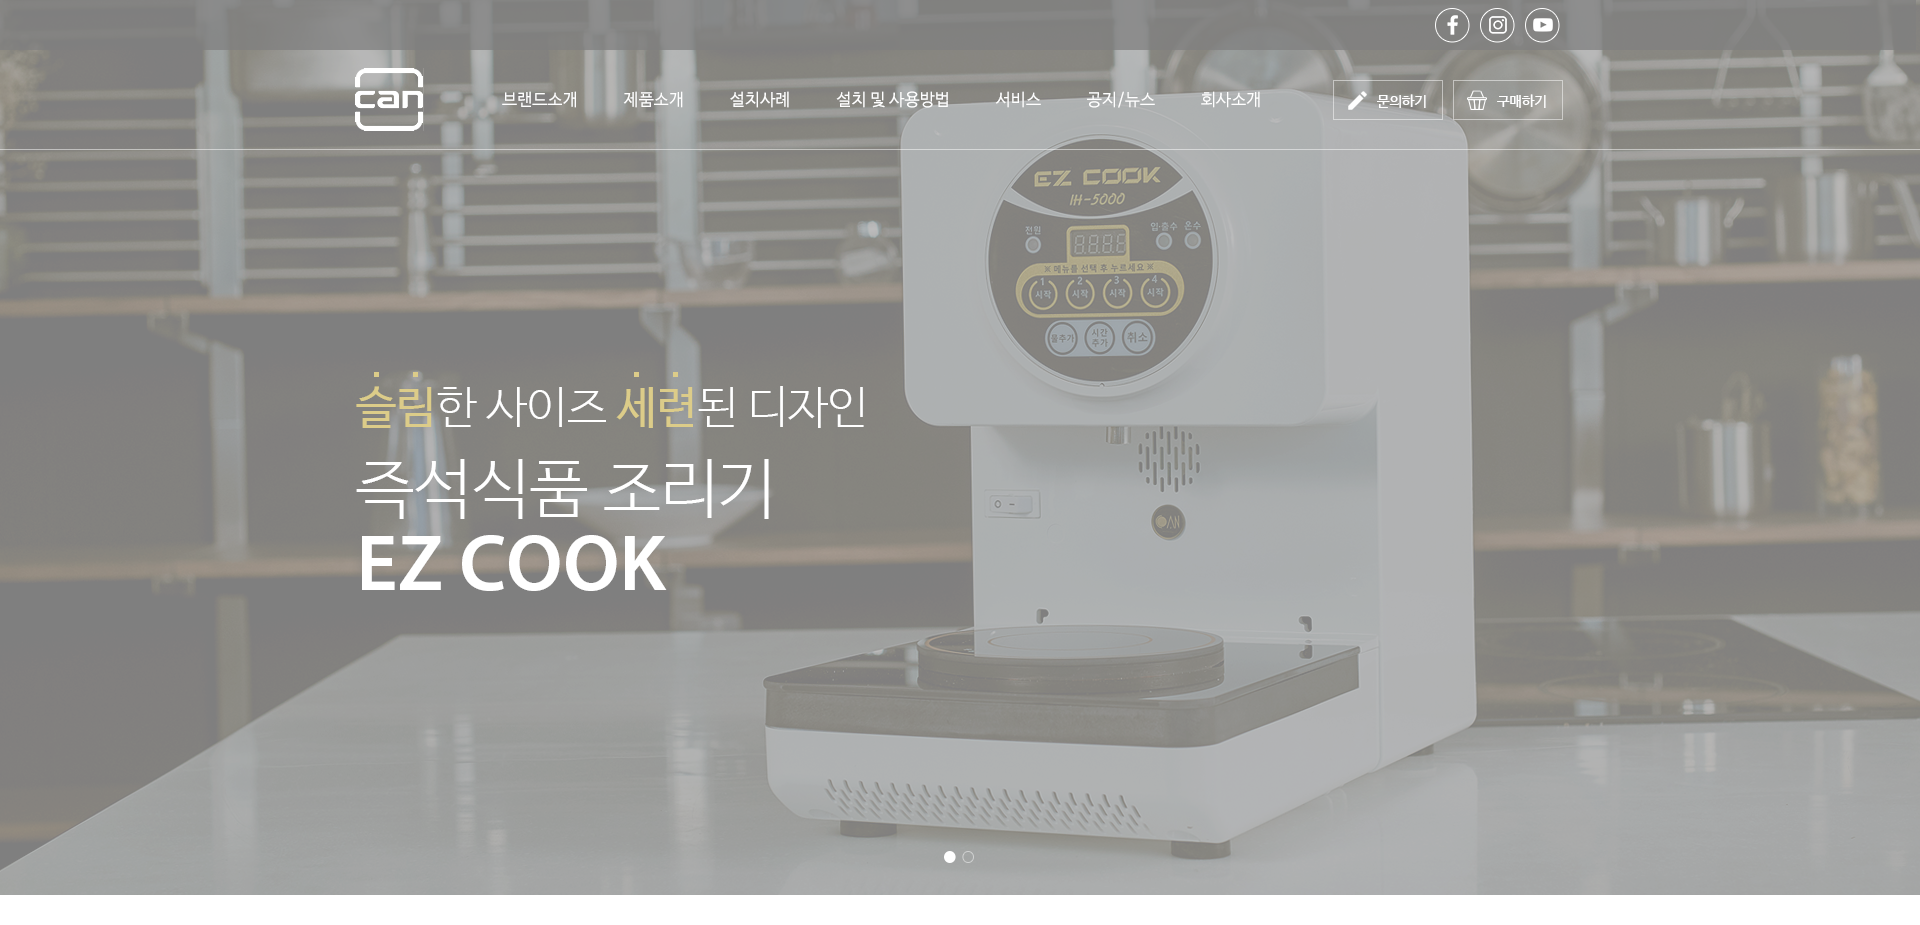 can
브랜드소개 제품소개 설치사례 설치 및 사용방법 서비스 공지/뉴스 회사소개
문의하기 구매하기
EZ COOK
IH-5000
전원 입·출수 온수
8.8.8.8
※ 메뉴를 선택 후 누르세요 ※
1 2 3 4
시작 시작 시작 시작
물추가 시간추가 취소
슬림한 사이즈 세련된 디자인
즉석식품 조리기
EZ COOK
CAN